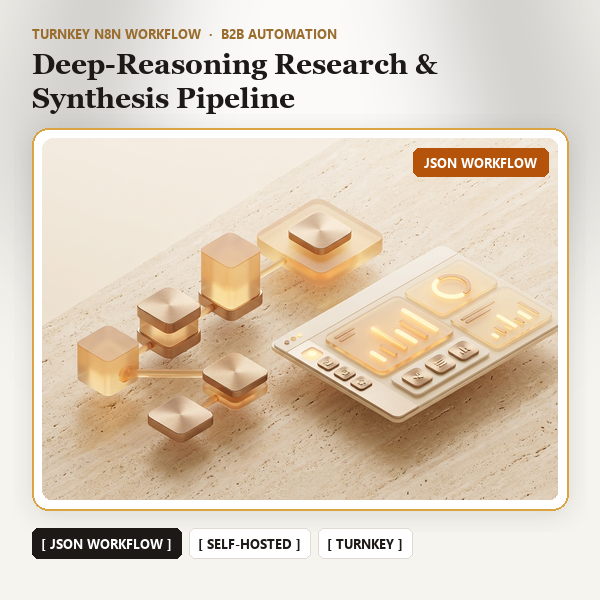 TURNKEY N8N WORKFLOW · B2B AUTOMATION
Deep-Reasoning Research &
Synthesis Pipeline
JSON WORKFLOW
[ JSON WORKFLOW ]
[ SELF-HOSTED ]
[ TURNKEY ]